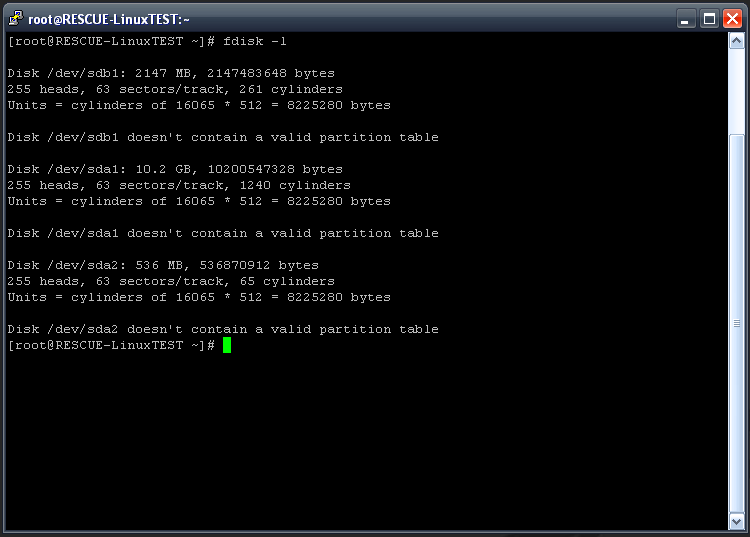 root@RESCUE-LinuxTEST:~
[root@RESCUE-LinuxTEST ~]# fdisk -l
Disk /dev/sdb1: 2147 MB, 2147483648 bytes
255 heads, 63 sectors/track, 261 cylinders
Units = cylinders of 16065 * 512 = 8225280 bytes
Disk /dev/sdb1 doesn't contain a valid partition table
Disk /dev/sda1: 10.2 GB, 10200547328 bytes
255 heads, 63 sectors/track, 1240 cylinders
Units = cylinders of 16065 * 512 = 8225280 bytes
Disk /dev/sda1 doesn't contain a valid partition table
Disk /dev/sda2: 536 MB, 536870912 bytes
255 heads, 63 sectors/track, 65 cylinders
Units = cylinders of 16065 * 512 = 8225280 bytes
Disk /dev/sda2 doesn't contain a valid partition table
[root@RESCUE-LinuxTEST ~]#